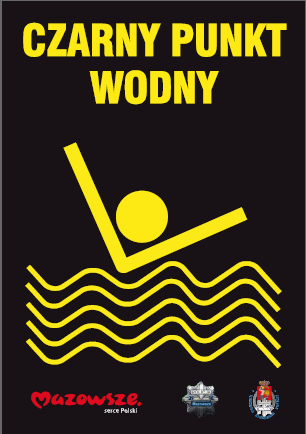 CZARNY PUNKT
WODNY
Mazowsze.
serce Polski